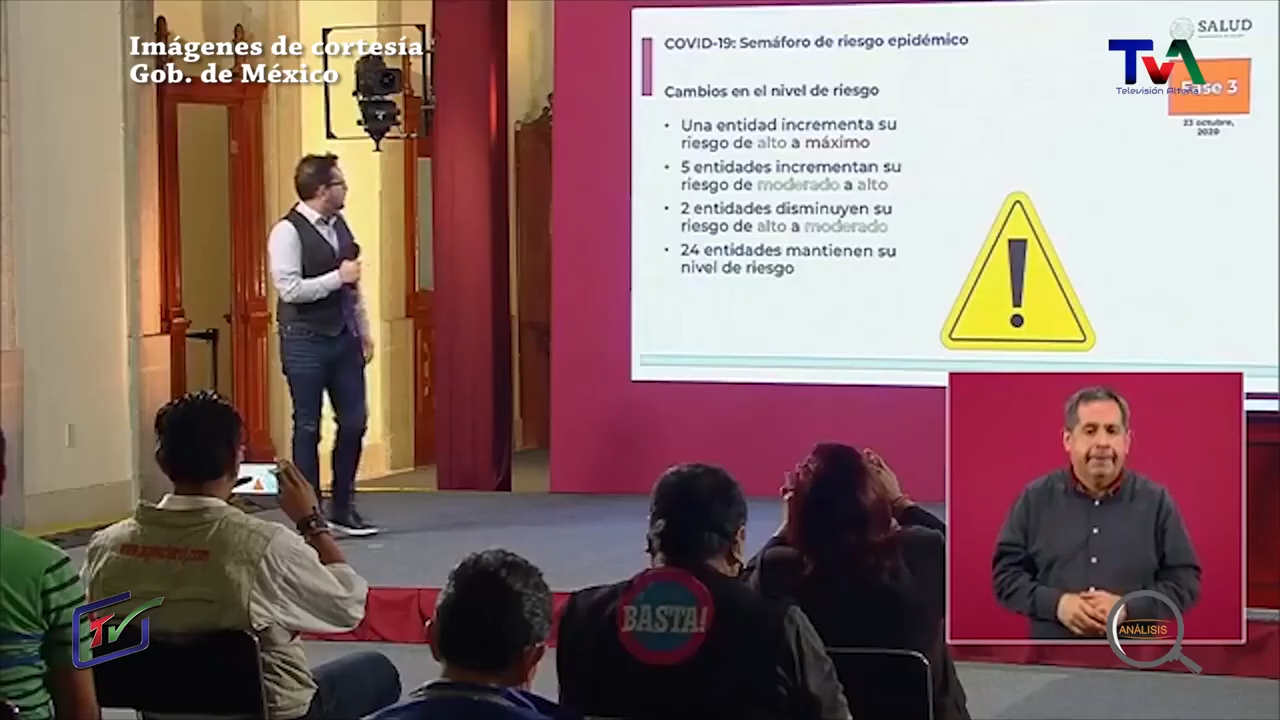 Imágenes de cortesía
Gob. de México
COVID-19: Semáforo de riesgo epidémico
SALUD
TVA
Televisión Alteña
Fase 3
23 octubre,
2020
Cambios en el nivel de riesgo
• Una entidad incrementa su
riesgo de alto a máximo
• 5 entidades incrementan su
riesgo de moderado a alto
• 2 entidades disminuyen su
riesgo de alto a moderado
• 24 entidades mantienen su
nivel de riesgo
BASTA!
TV
ANÁLISIS